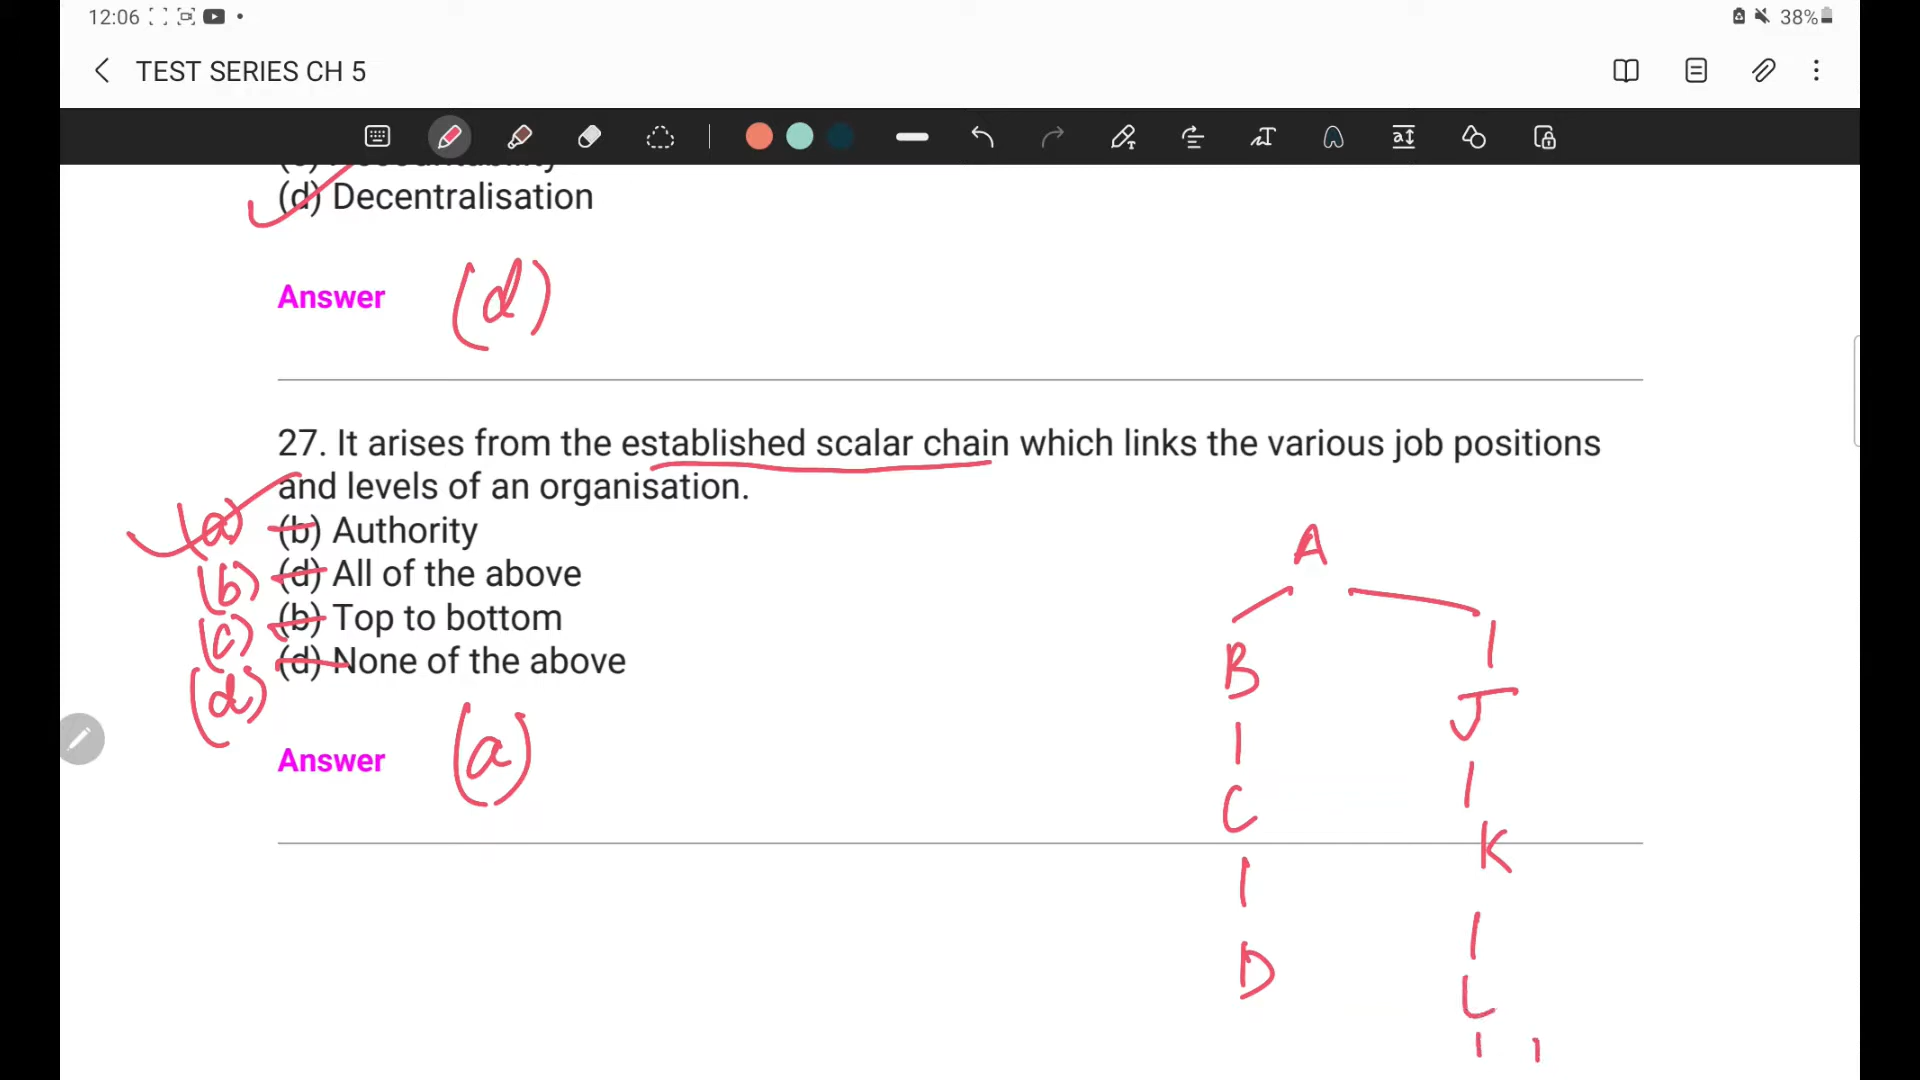 12:06
38%
TEST SERIES CH 5
(d) Decentralisation
Answer (d)
27. It arises from the established scalar chain which links the various job positions
and levels of an organisation.
(a) (b) Authority
(b) (d) All of the above
(c) (b) Top to bottom
(d) (d) None of the above
Answer (a)
A
B
J
C
K
D
L